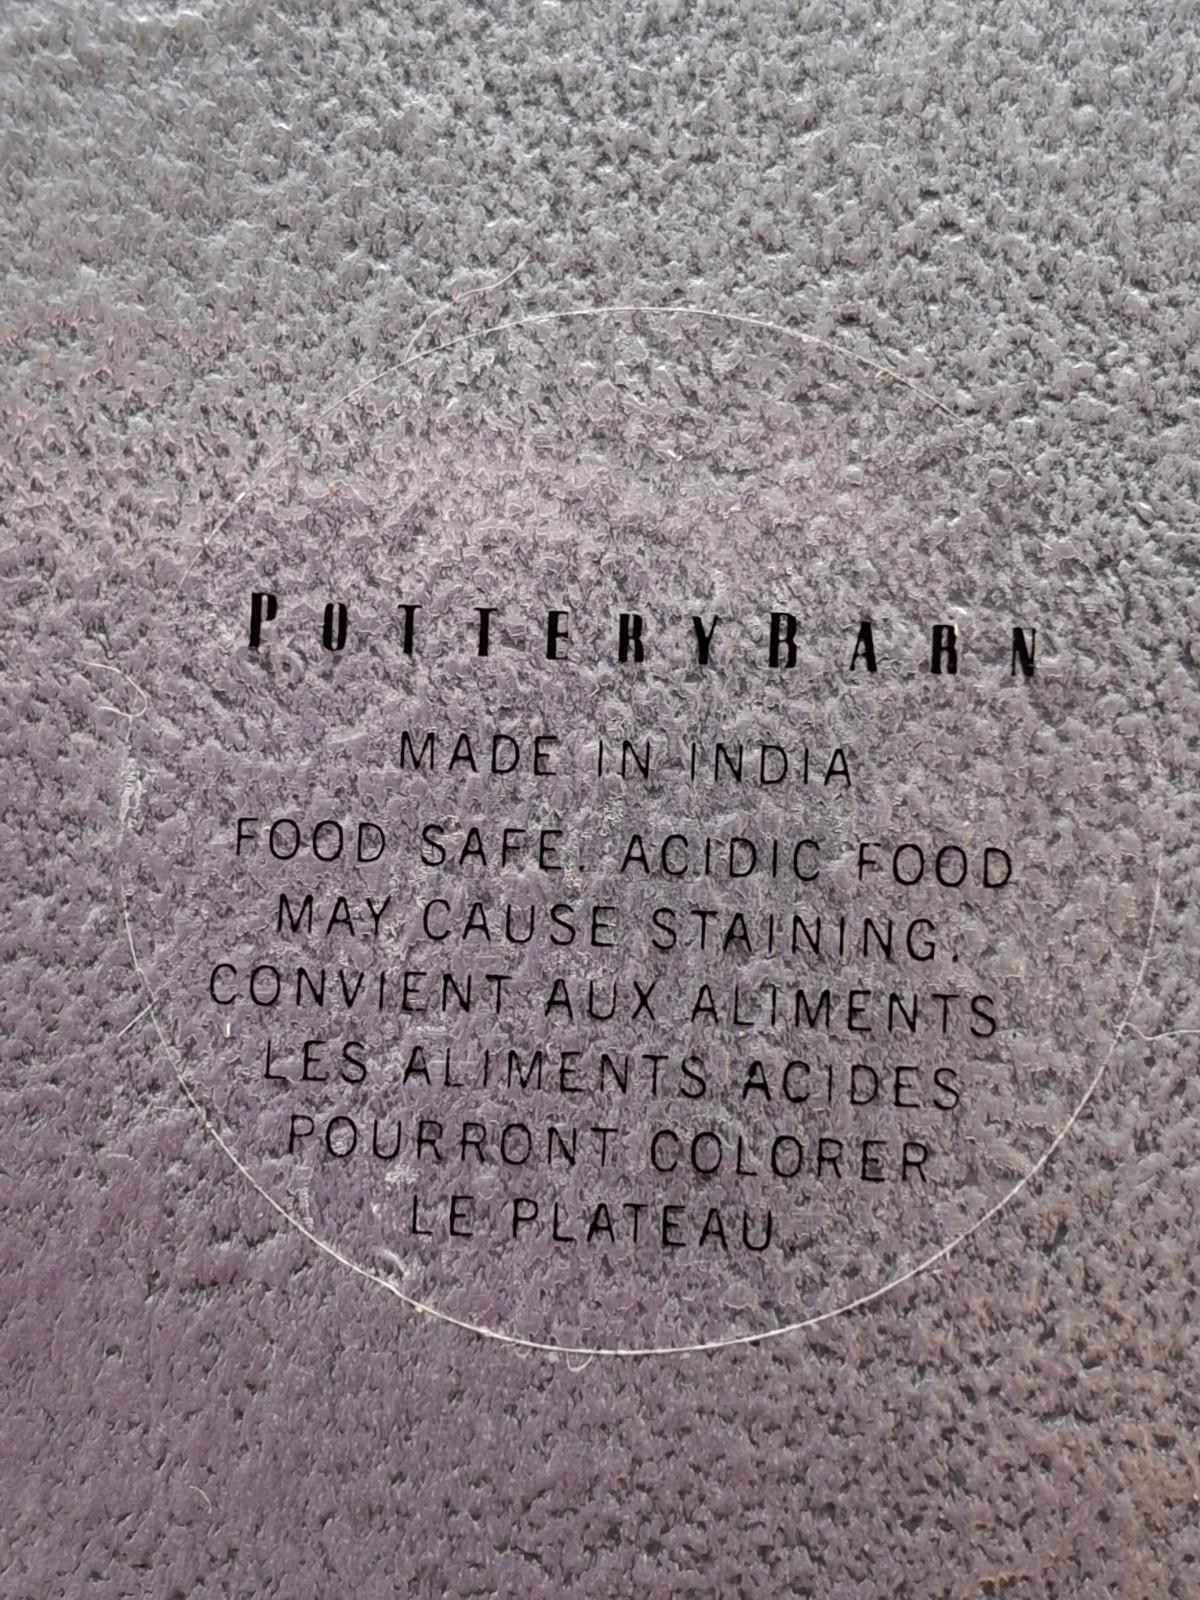 POTTERYBARN
MADE IN INDIA
FOOD SAFE. ACIDIC FOOD
MAY CAUSE STAINING.
CONVIENT AUX ALIMENTS
LES ALIMENTS ACIDES
POURRONT COLORER
LE PLATEAU